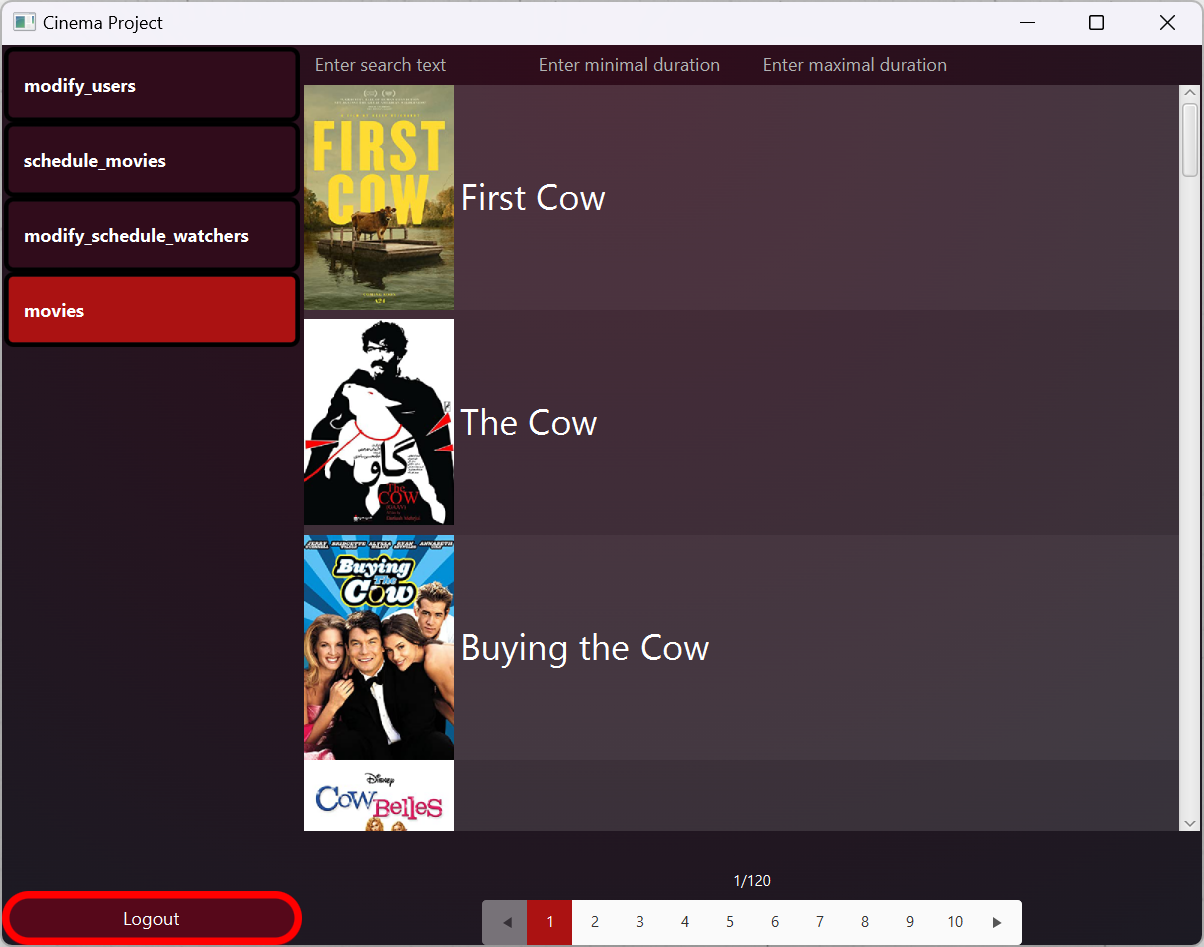 Cinema Project
modify_users
schedule_movies
modify_schedule_watchers
movies
Logout
Enter search text Enter minimal duration Enter maximal duration
FIRST
COW
First Cow
گاو
The
COW
The Cow
Buying
The
Cow
Buying the Cow
Disney
COW BELLES
1/120
1 2 3 4 5 6 7 8 9 10